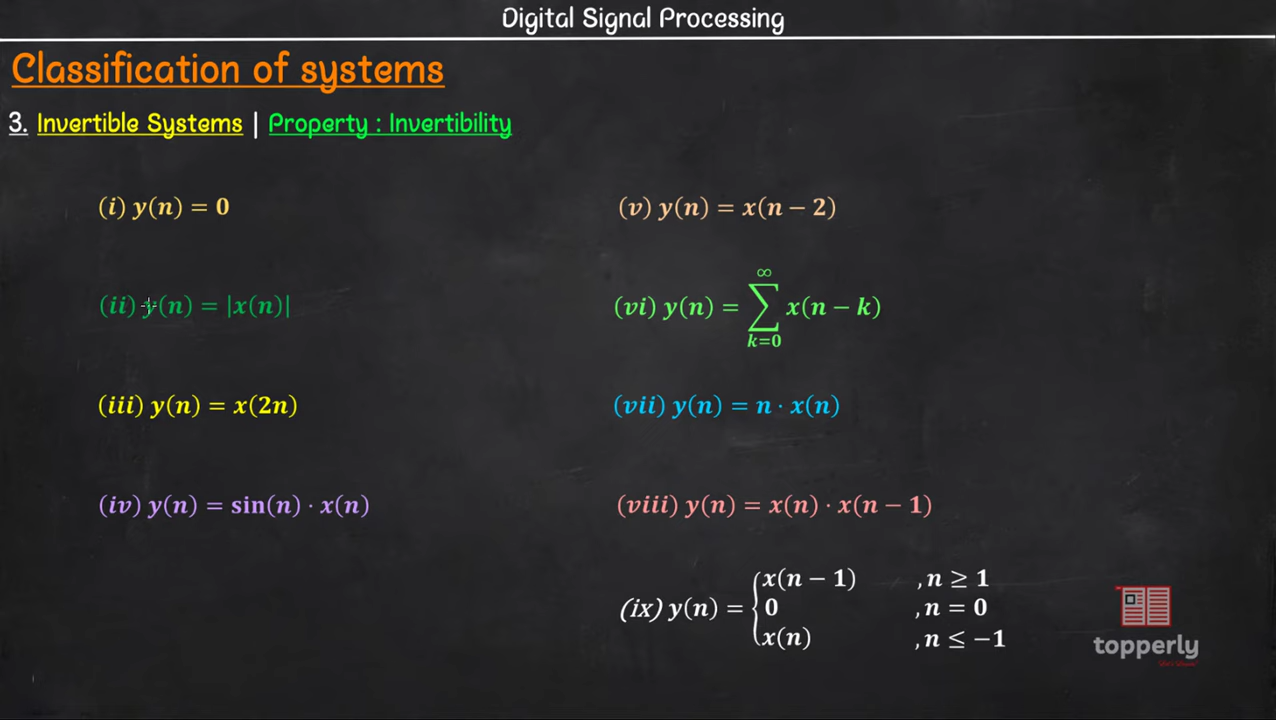 Digital Signal Processing
Classification of systems
3. Invertible Systems | Property : Invertibility
(i) y(n) = 0
(ii) y(n) = |x(n)|
(iii) y(n) = x(2n)
(iv) y(n) = sin(n) · x(n)
(v) y(n) = x(n − 2)
(vi) y(n) = ∑_{k=0}^{∞} x(n − k)
(vii) y(n) = n · x(n)
(viii) y(n) = x(n) · x(n − 1)
(ix) y(n) = { x(n − 1) , n ≥ 1
0 , n = 0
x(n) , n ≤ −1
topperly